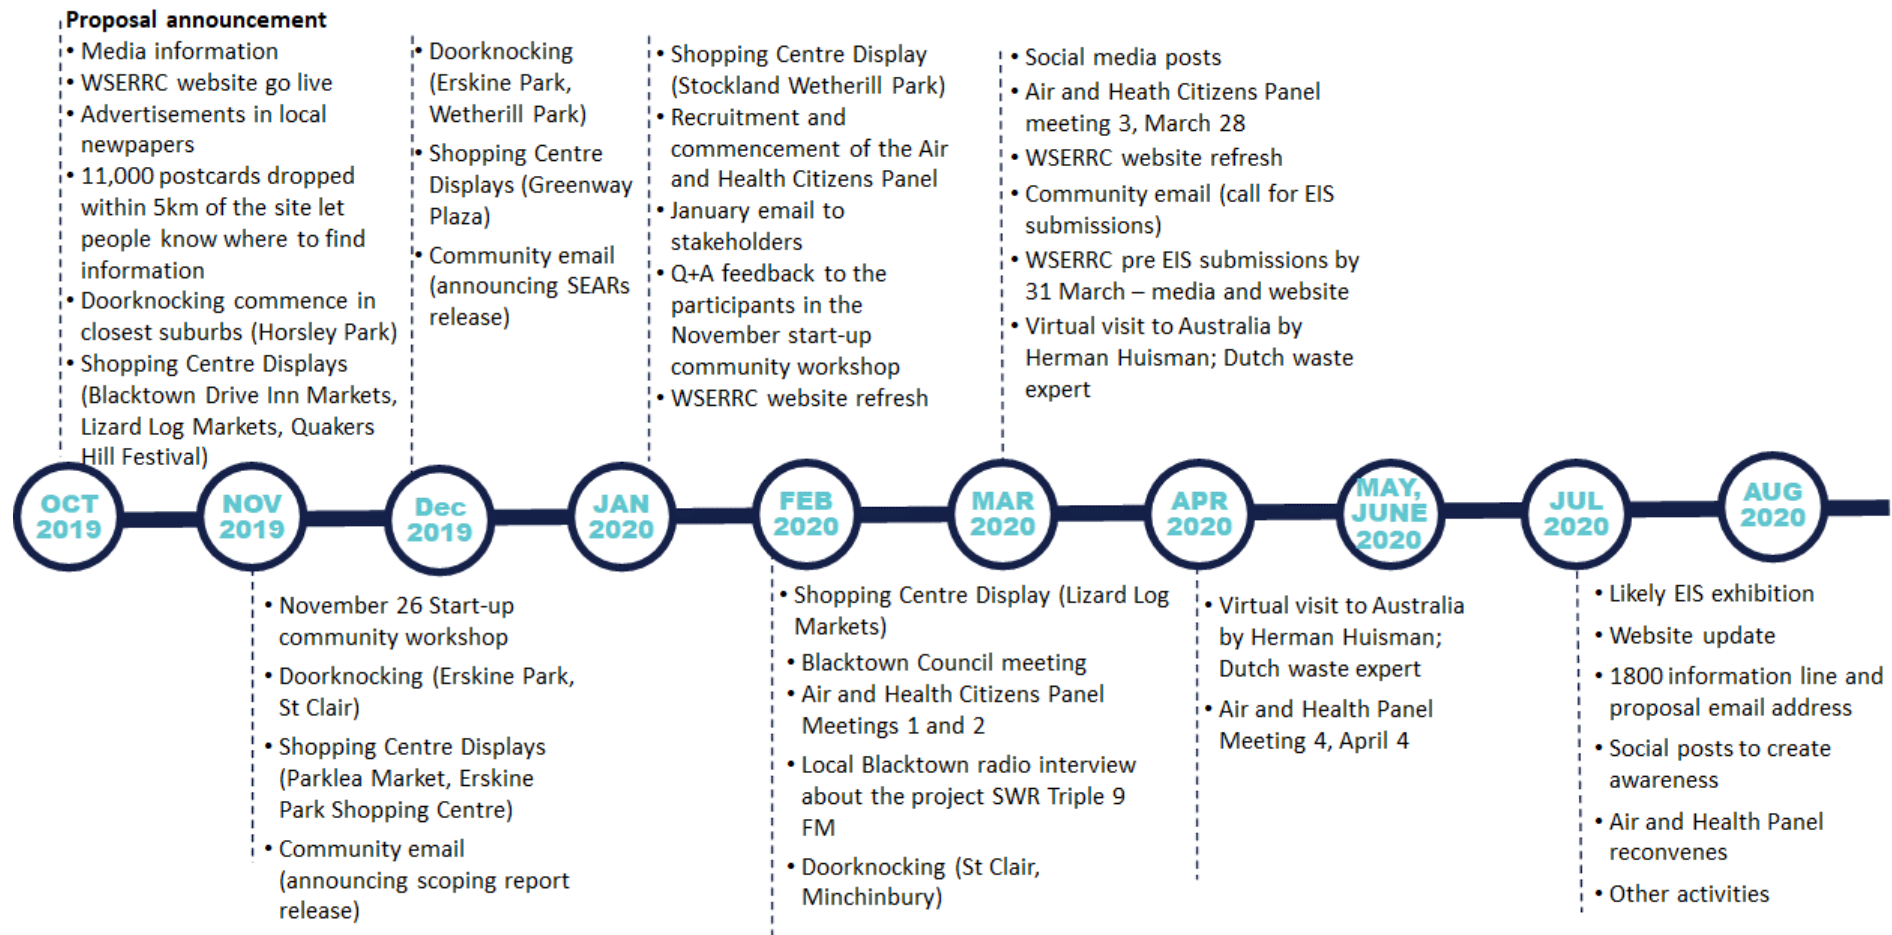 Proposal announcement
• Media information
• WSERRC website go live
• Advertisements in local
newpapers
• 11,000 postcards dropped
within 5km of the site let
people know where to find
information
• Doorknocking commence in
closest suburbs (Horsley Park)
• Shopping Centre Displays
(Blacktown Drive Inn Markets,
Lizard Log Markets, Quakers
Hill Festival)
• Doorknocking
(Erskine Park,
Wetherill Park)
• Shopping Centre
Displays (Greenway
Plaza)
• Community email
(announcing SEARs
release)
• Shopping Centre Display
(Stockland Wetherill Park)
• Recruitment and
commencement of the Air
and Health Citizens Panel
• January email to
stakeholders
• Q+A feedback to the
participants in the
November start-up
community workshop
• WSERRC website refresh
• Social media posts
• Air and Heath Citizens Panel
meeting 3, March 28
• WSERRC website refresh
• Community email (call for EIS
submissions)
• WSERRC pre EIS submissions by
31 March – media and website
• Virtual visit to Australia by
Herman Huisman; Dutch waste
expert
OCT
2019
NOV
2019
Dec
2019
JAN
2020
FEB
2020
MAR
2020
APR
2020
MAY,
JUNE
2020
JUL
2020
AUG
2020
• November 26 Start-up
community workshop
• Doorknocking (Erskine Park,
St Clair)
• Shopping Centre Displays
(Parklea Market, Erskine
Park Shopping Centre)
• Community email
(announcing scoping report
release)
• Shopping Centre Display (Lizard Log
Markets)
• Blacktown Council meeting
• Air and Health Citizens Panel
Meetings 1 and 2
• Local Blacktown radio interview
about the project SWR Triple 9
FM
• Doorknocking (St Clair,
Minchinbury)
• Virtual visit to Australia
by Herman Huisman;
Dutch waste expert
• Air and Health Panel
Meeting 4, April 4
• Likely EIS exhibition
• Website update
• 1800 information line and
proposal email address
• Social posts to create
awareness
• Air and Health Panel
reconvenes
• Other activities